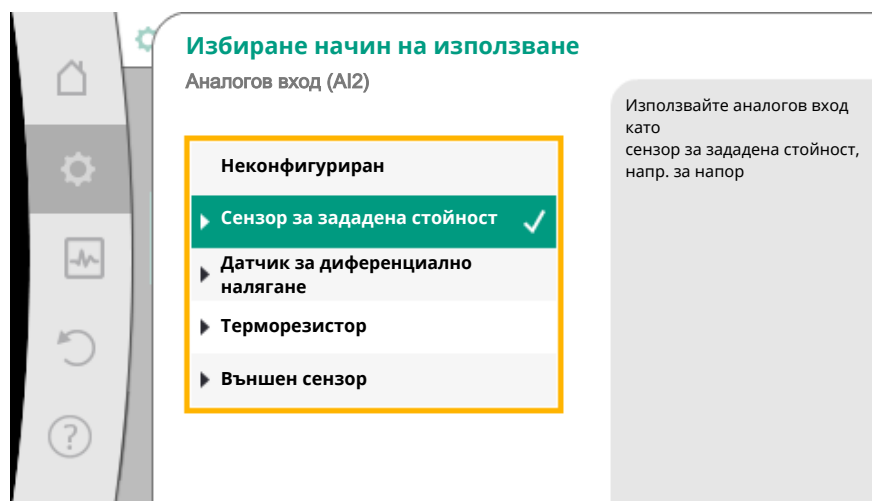 Избиране начин на използване
Аналогов вход (AI2)
Неконфигуриран
Сензор за зададена стойност
Датчик за диференциално
налягане
Терморезистор
Външен сензор
Използвайте аналогов вход
като
сензор за зададена стойност,
напр. за напор
?